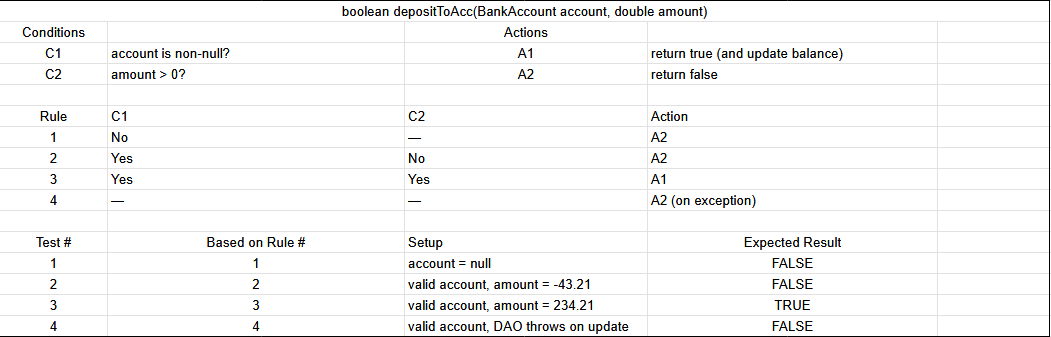 boolean depositToAcc(BankAccount account, double amount)
Conditions Actions
C1 account is non-null? A1 return true (and update balance)
C2 amount > 0? A2 return false
Rule C1 C2 Action
1 No — A2
2 Yes No A2
3 Yes Yes A1
4 — — A2 (on exception)
Test # Based on Rule # Setup Expected Result
1 1 account = null FALSE
2 2 valid account, amount = -43.21 FALSE
3 3 valid account, amount = 234.21 TRUE
4 4 valid account, DAO throws on update FALSE